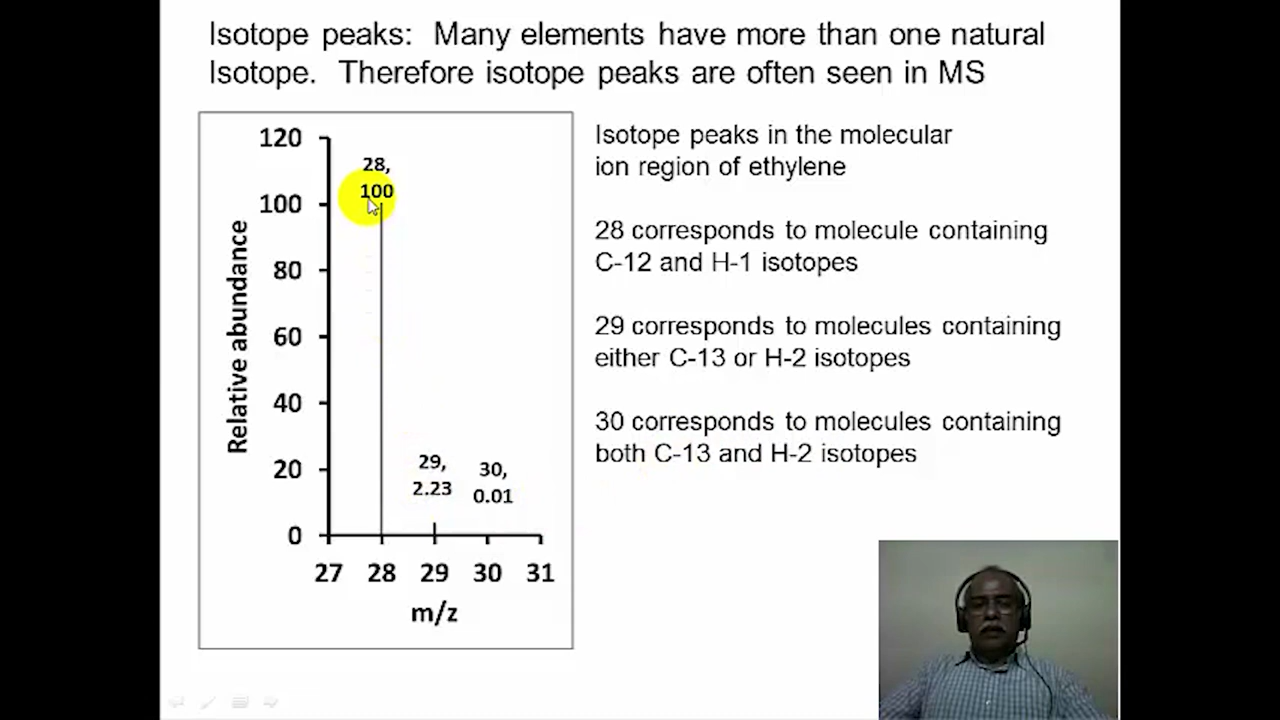 Isotope peaks: Many elements have more than one natural
Isotope. Therefore isotope peaks are often seen in MS
120
100
80
60
40
20
0
Relative abundance
28,
100
29,
2.23
30,
0.01
27 28 29 30 31
m/z
Isotope peaks in the molecular
ion region of ethylene
28 corresponds to molecule containing
C-12 and H-1 isotopes
29 corresponds to molecules containing
either C-13 or H-2 isotopes
30 corresponds to molecules containing
both C-13 and H-2 isotopes